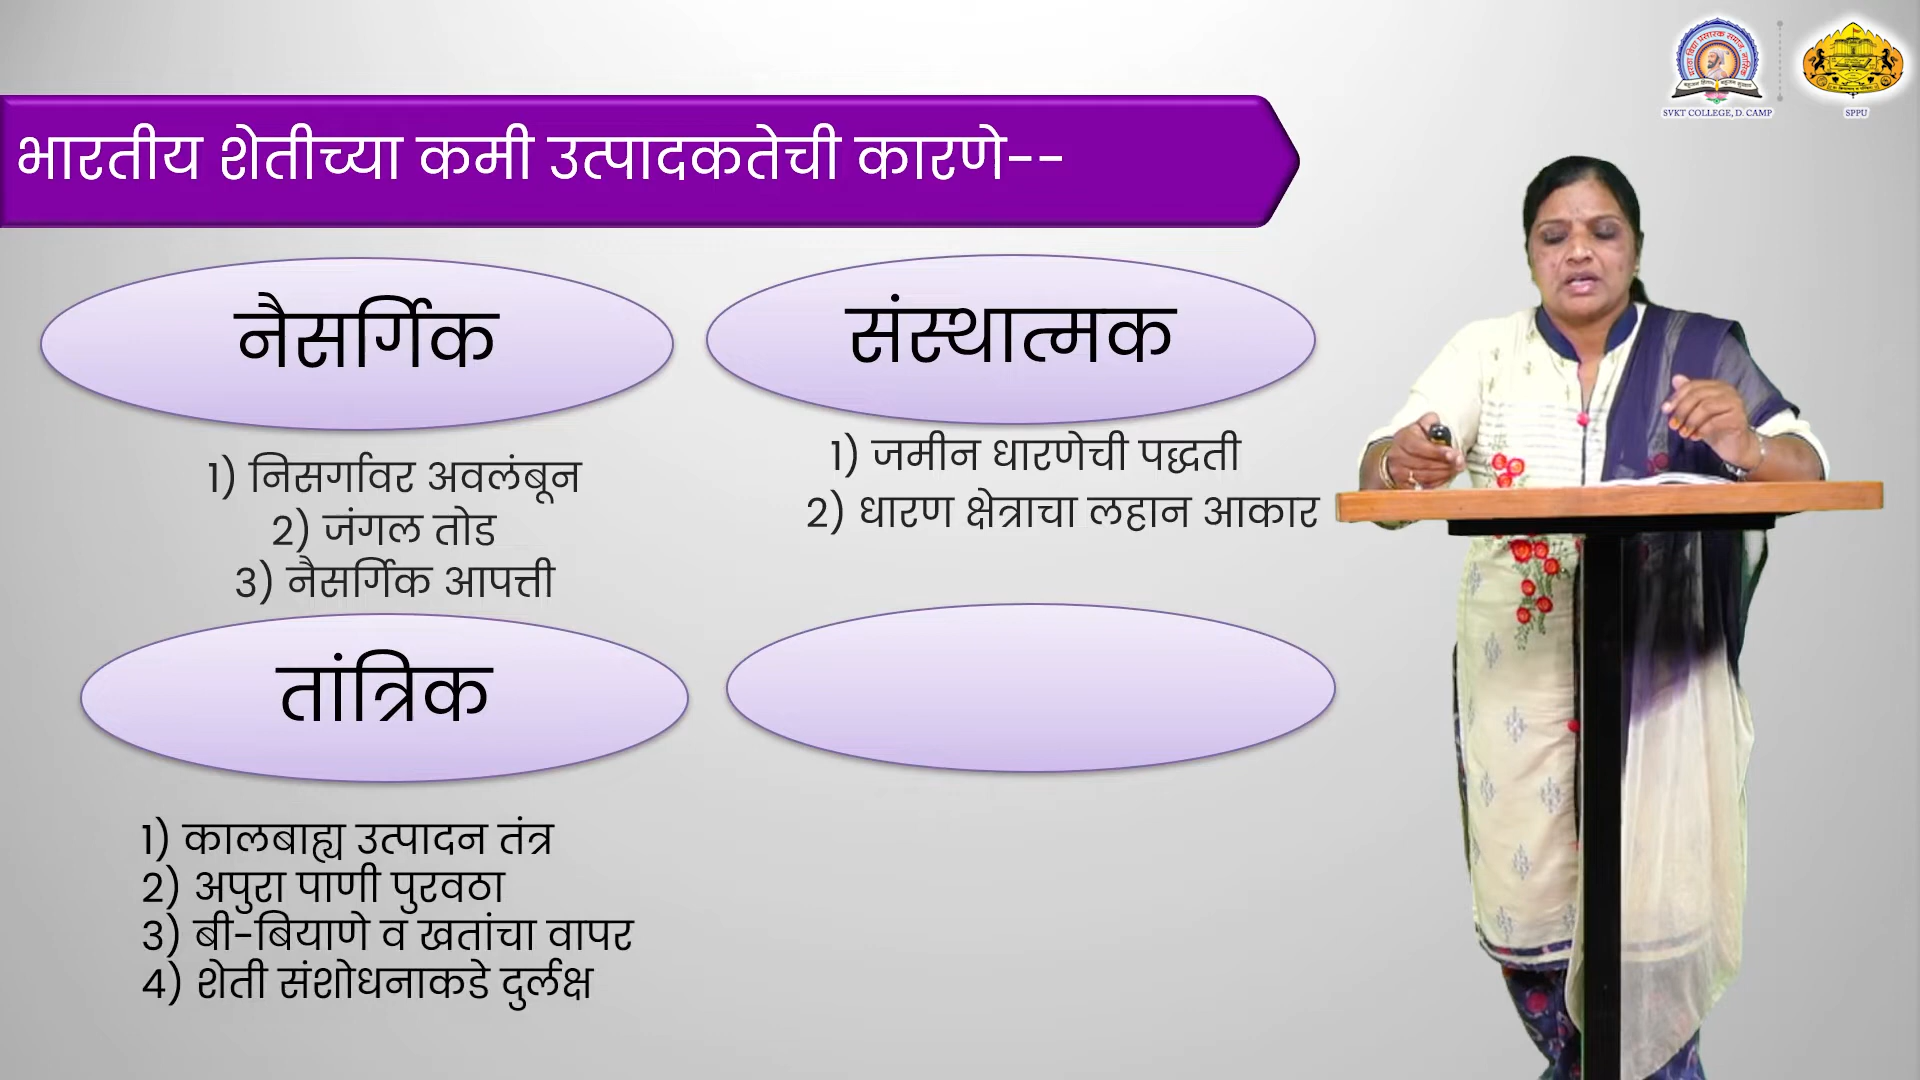 भारतीय शेतीच्या कमी उत्पादकतेची कारणे--
नैसर्गिक
1) निसर्गावर अवलंबून
2) जंगल तोड
3) नैसर्गिक आपत्ती
संस्थात्मक
1) जमीन धारणेची पद्धती
2) धारण क्षेत्राचा लहान आकार
तांत्रिक
1) कालबाह्य उत्पादन तंत्र
2) अपुरा पाणी पुरवठा
3) बी-बियाणे व खतांचा वापर
4) शेती संशोधनाकडे दुर्लक्ष
SVKT COLLEGE, D. CAMP
SPPU